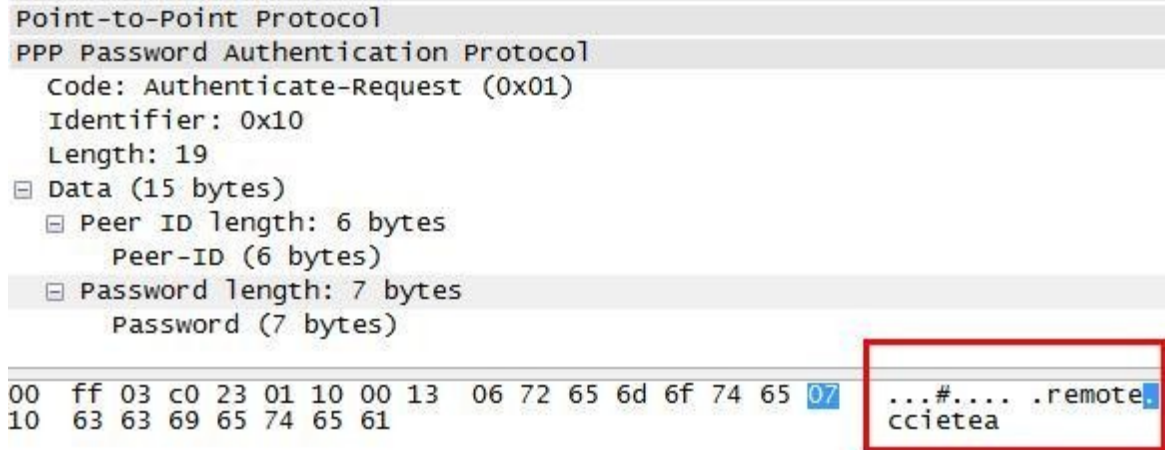 Point-to-Point Protocol
PPP Password Authentication Protocol
Code: Authenticate-Request (0x01)
Identifier: 0x10
Length: 19
Data (15 bytes)
Peer ID length: 6 bytes
Peer-ID (6 bytes)
Password length: 7 bytes
Password (7 bytes)
00 ff 03 c0 23 01 10 00 13 06 72 65 6d 6f 74 65 07 ...#.... .remote.
10 63 63 69 65 74 65 61 ccietea